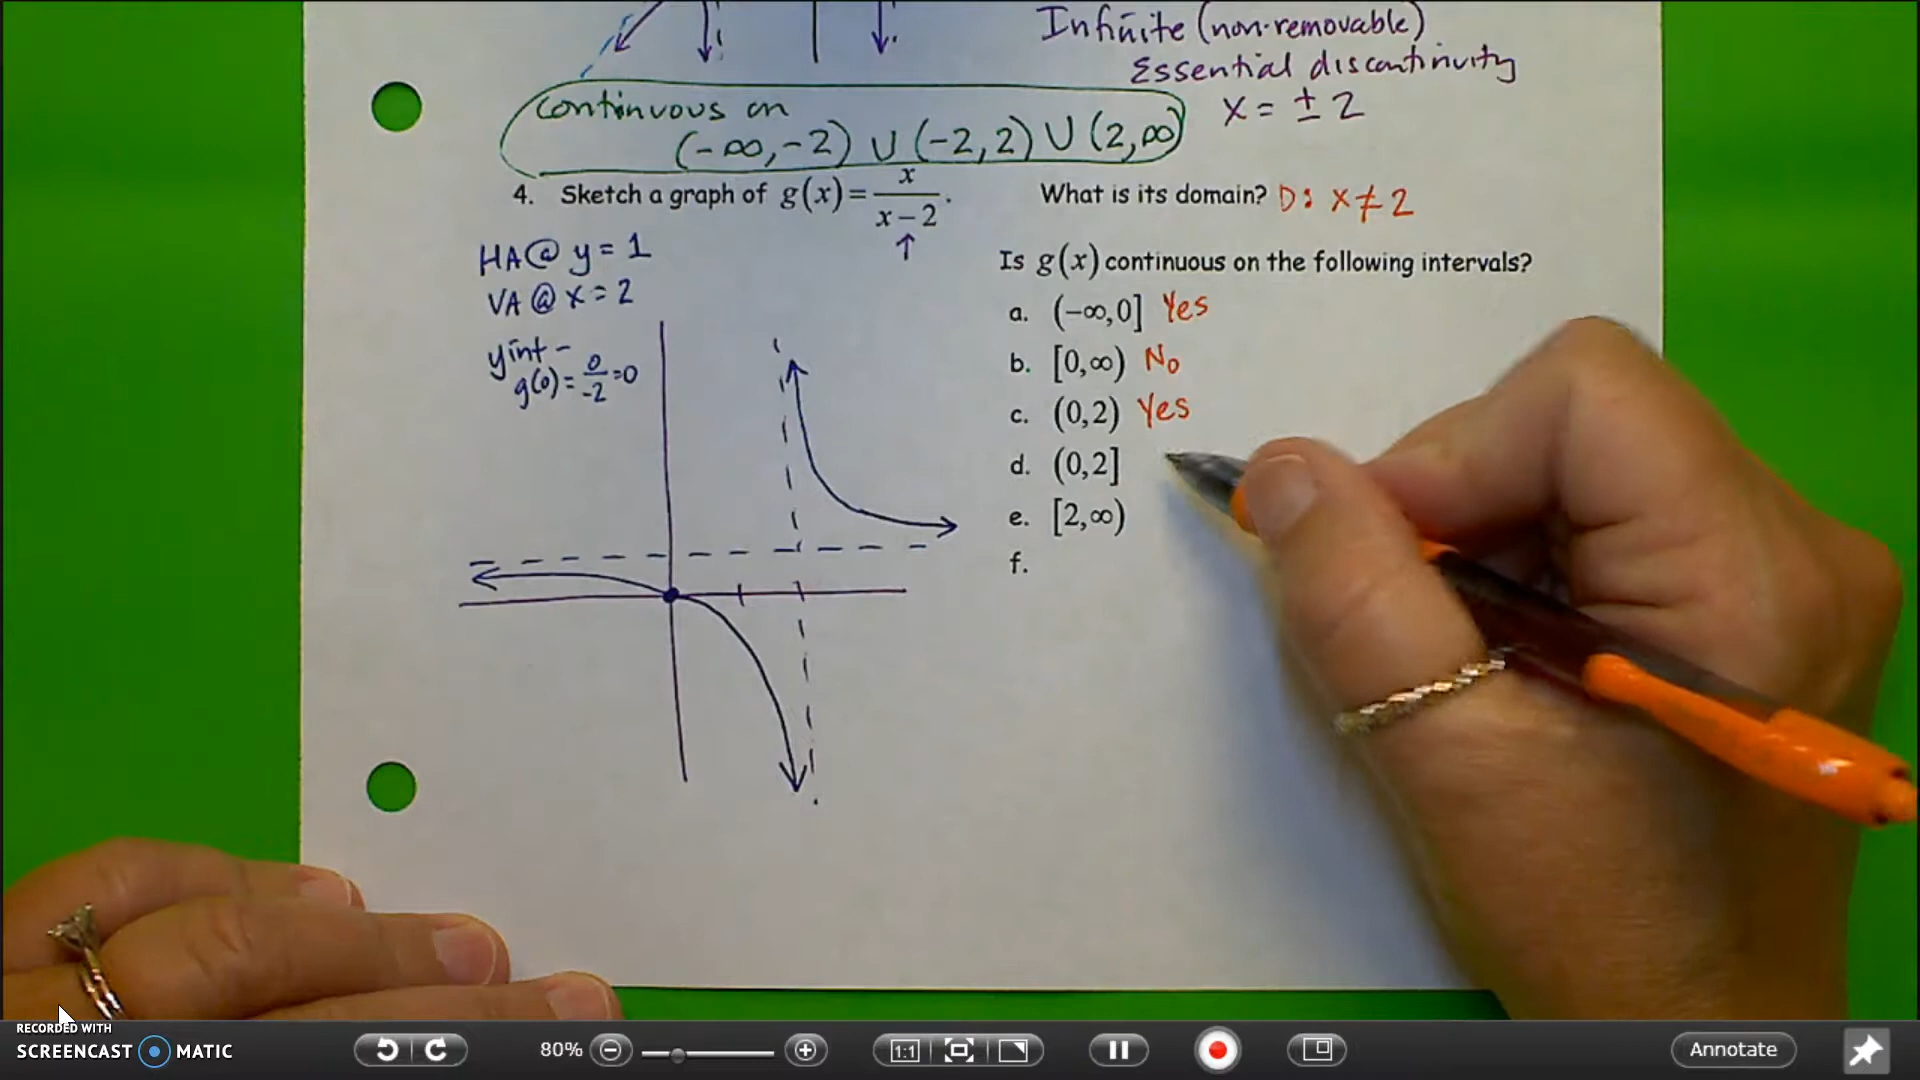 Infinite (non-removable)
Essential discontinuity
x = ± 2
Continuous on
(-∞,-2) ∪ (-2,2) ∪ (2,∞)
4. Sketch a graph of g(x) = x/(x-2).
What is its domain? D: x ≠ 2
↑
HA @ y = 1
VA @ x = 2
y int -
g(0) = 0/-2 = 0
Is g(x) continuous on the following intervals?
a. (-∞,0] Yes
b. [0,∞) No
c. (0,2) Yes
d. (0,2]
e. [2,∞)
f.
RECORDED WITH
SCREENCAST MATIC
80%
1:1
Annotate